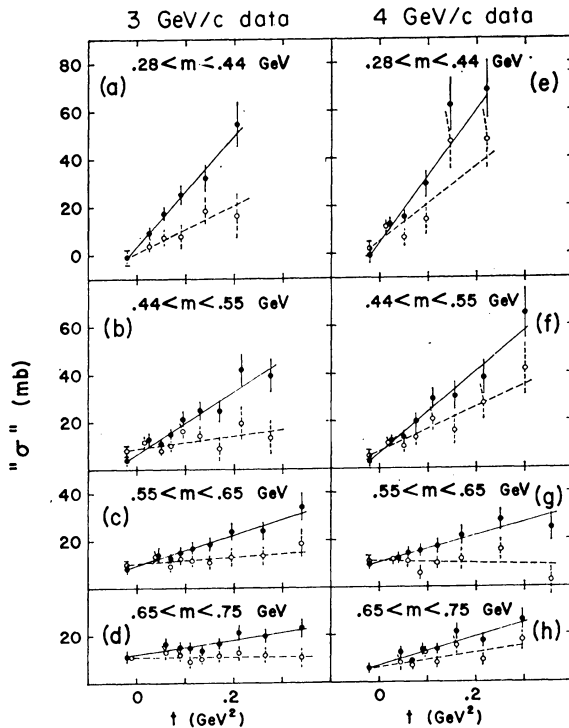 3 GeV/c data 4 GeV/c data
(a) .28<m<.44 GeV
(e) .28<m<.44 GeV
80
60
40
20
0
(b) .44<m<.55 GeV
(f) .44<m<.55 GeV
60
40
20
"σ" (mb)
(c) .55<m<.65 GeV
(g) .55<m<.65 GeV
40
20
(d) .65<m<.75 GeV
(h) .65<m<.75 GeV
20
0 .2 0 .2
t (GeV²) t (GeV²)